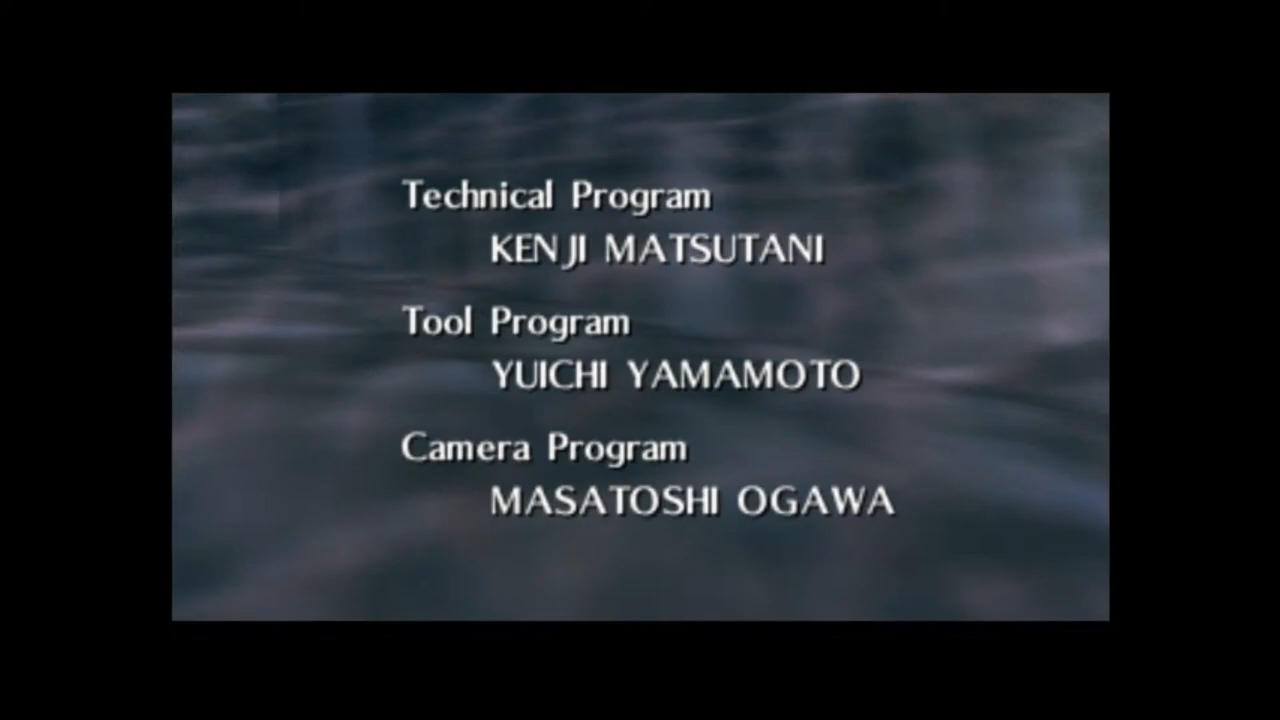 Technical Program
KENJI MATSUTANI
Tool Program
YUICHI YAMAMOTO
Camera Program
MASATOSHI OGAWA